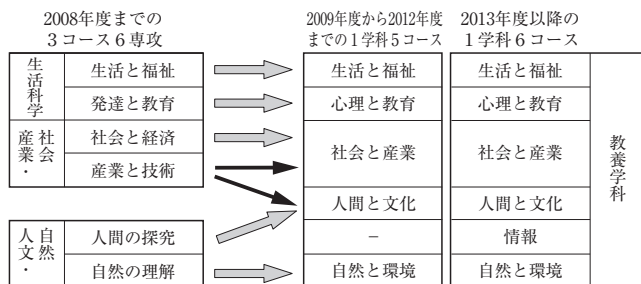 2008年度までの
3コース6専攻
2009年度から2012年度
までの1学科5コース
2013年度以降の
1学科6コース
生活科学
生活と福祉
発達と教育
社会・
産業
社会と経済
産業と技術
人文・
自然
人間の探究
自然の理解
生活と福祉
心理と教育
社会と産業
人間と文化
−
自然と環境
生活と福祉
心理と教育
社会と産業
人間と文化
情報
自然と環境
教養学科